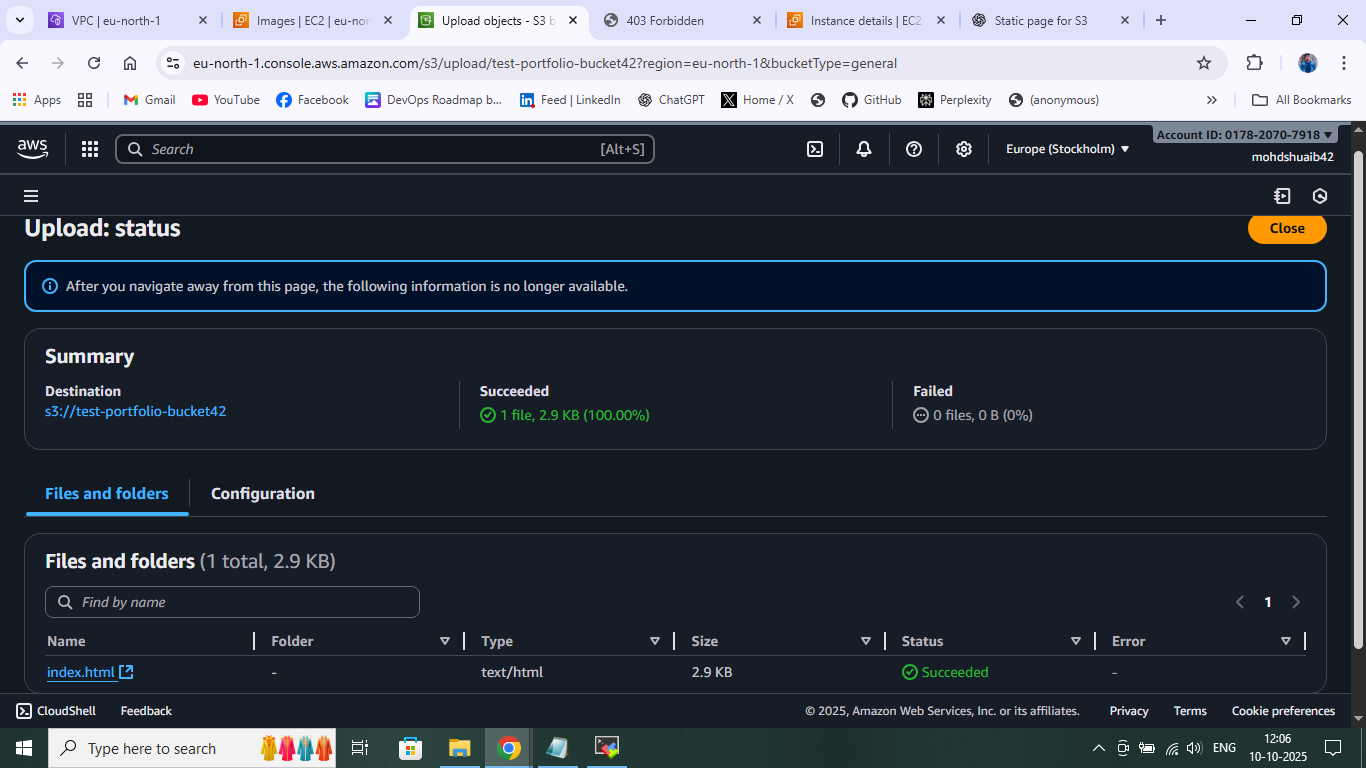 VPC | eu-north-1
Images | EC2 | eu-nor
Upload objects - S3 b
403 Forbidden
Instance details | EC2
Static page for S3
eu-north-1.console.aws.amazon.com/s3/upload/test-portfolio-bucket42?region=eu-north-1&bucketType=general
Apps
Gmail
YouTube
Facebook
DevOps Roadmap b...
Feed | LinkedIn
ChatGPT
Home / X
GitHub
Perplexity
(anonymous)
All Bookmarks
aws
Search
[Alt+S]
Europe (Stockholm)
Account ID: 0178-2070-7918
mohdshuaib42
Upload: status
Close
After you navigate away from this page, the following information is no longer available.
Summary
Destination
s3://test-portfolio-bucket42
Succeeded
1 file, 2.9 KB (100.00%)
Failed
0 files, 0 B (0%)
Files and folders
Configuration
Files and folders (1 total, 2.9 KB)
Find by name
1
Name
Folder
Type
Size
Status
Error
index.html
-
text/html
2.9 KB
Succeeded
-
CloudShell
Feedback
© 2025, Amazon Web Services, Inc. or its affiliates.
Privacy
Terms
Cookie preferences
Type here to search
ENG
12:06
10-10-2025